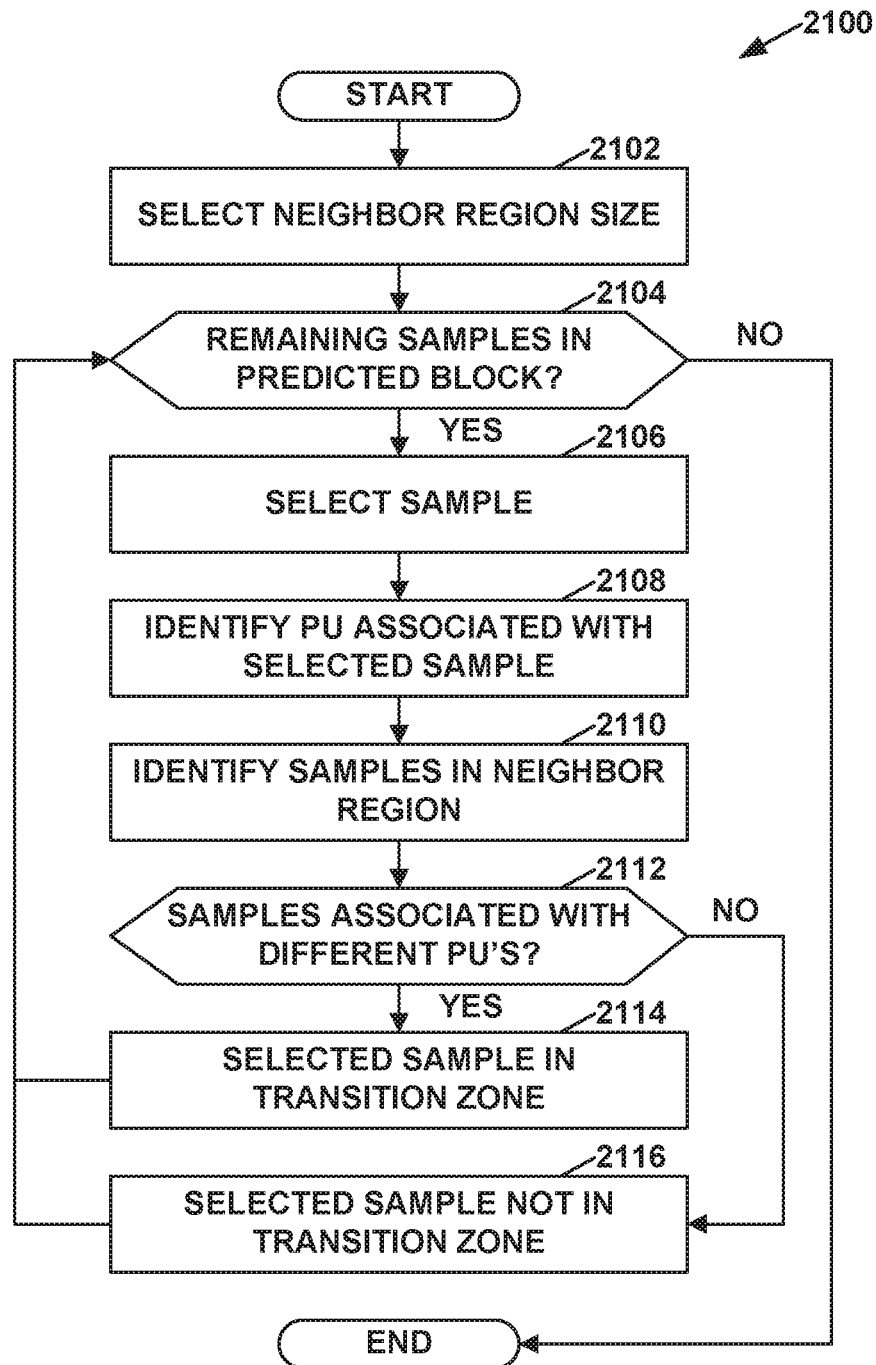 2100
START
2102
SELECT NEIGHBOR REGION SIZE
2104
REMAINING SAMPLES IN
PREDICTED BLOCK?
NO
YES
2106
SELECT SAMPLE
2108
IDENTIFY PU ASSOCIATED WITH
SELECTED SAMPLE
2110
IDENTIFY SAMPLES IN NEIGHBOR
REGION
2112
SAMPLES ASSOCIATED WITH
DIFFERENT PU'S?
NO
YES
2114
SELECTED SAMPLE IN
TRANSITION ZONE
2116
SELECTED SAMPLE NOT IN
TRANSITION ZONE
END